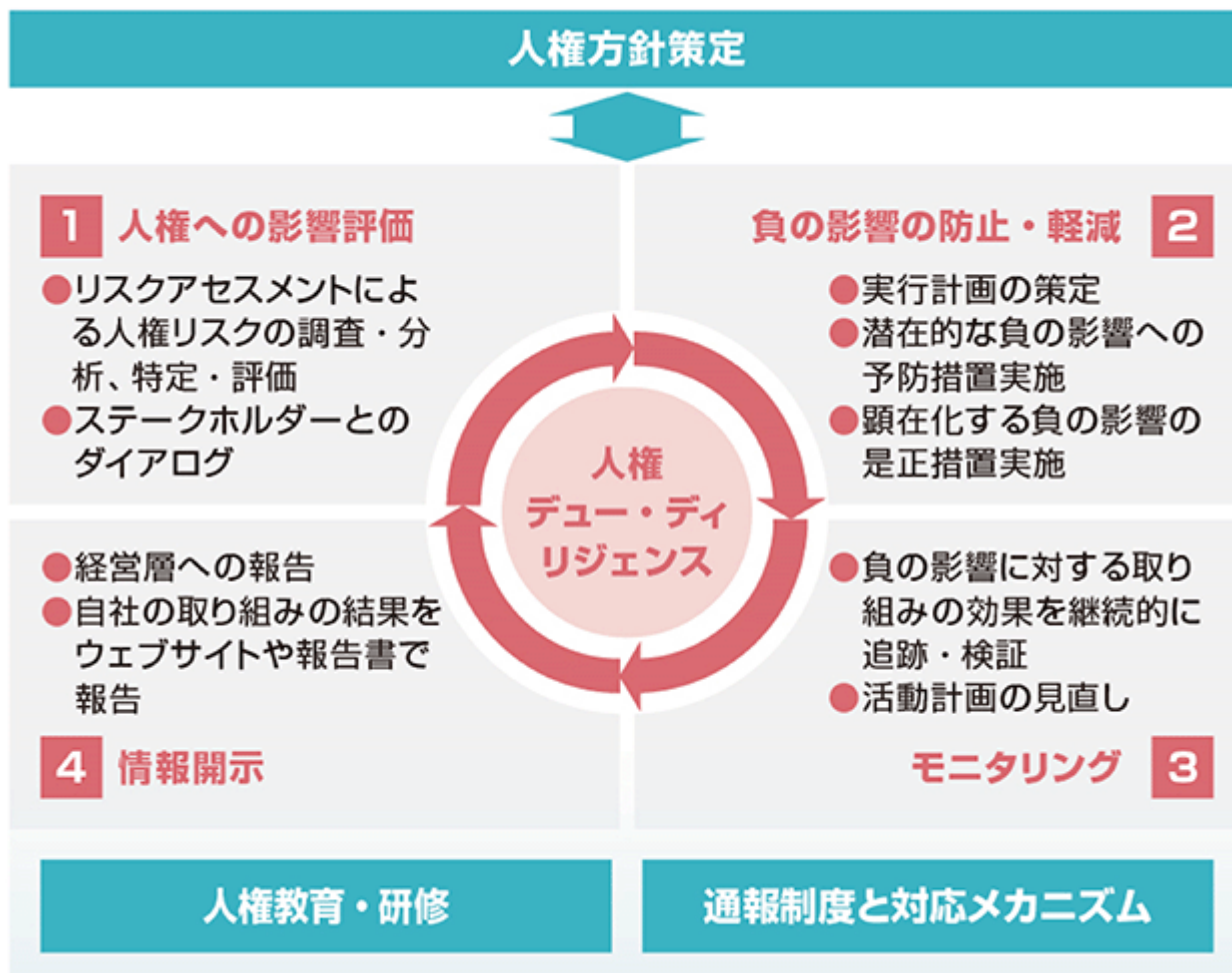 人権方針策定
1 人権への影響評価
●リスクアセスメントによ
る人権リスクの調査・分
析、特定・評価
●ステークホルダーとの
ダイアログ
負の影響の防止・軽減 2
●実行計画の策定
●潜在的な負の影響への
予防措置実施
●顕在化する負の影響の
是正措置実施
人権
デュー・ディ
リジェンス
●負の影響に対する取り
組みの効果を継続的に
追跡・検証
●活動計画の見直し
モニタリング 3
●経営層への報告
●自社の取り組みの結果を
ウェブサイトや報告書で
報告
4 情報開示
人権教育・研修
通報制度と対応メカニズム